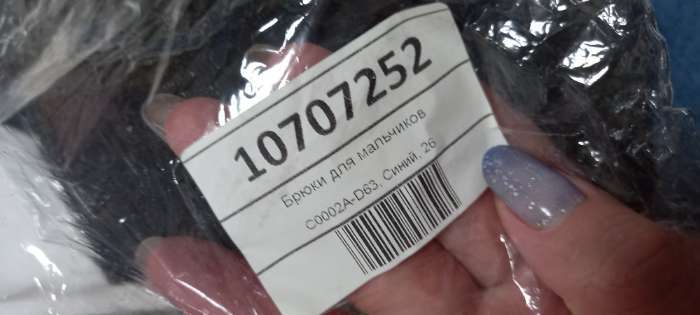 10707252
Брюки для мальчиков
C0002A-D63, Синий, 26